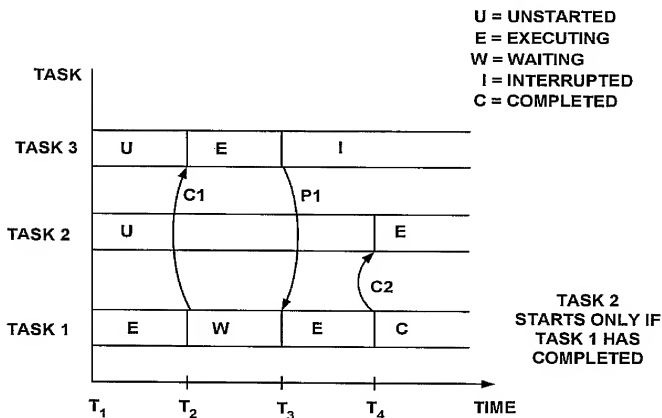 U = UNSTARTED
E = EXECUTING
W = WAITING
I = INTERRUPTED
C = COMPLETED
TASK
TASK 3 U E I
C1 P1
TASK 2 U E
C2
TASK 1 E W E C
TASK 2
STARTS ONLY IF
TASK 1 HAS
COMPLETED
T1 T2 T3 T4 TIME